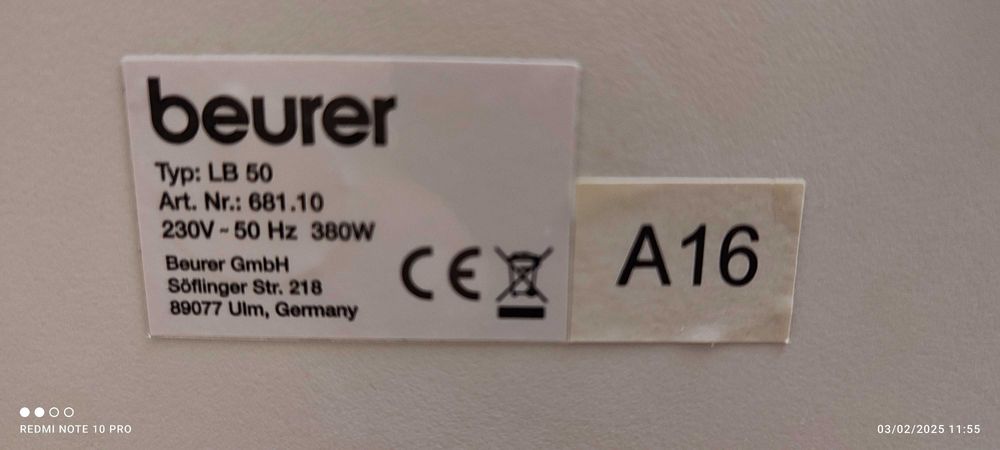 beurer
Typ: LB 50
Art. Nr.: 681.10
230V ~ 50 Hz 380W
Beurer GmbH
Söflinger Str. 218
89077 Ulm, Germany
CE
A16
REDMI NOTE 10 PRO
03/02/2025 11:55